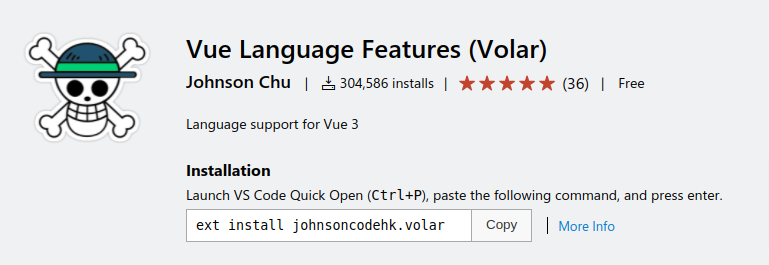 Vue Language Features (Volar)
Johnson Chu | 304,586 installs | (36) | Free
Language support for Vue 3
Installation
Launch VS Code Quick Open (Ctrl+P), paste the following command, and press enter.
ext install johnsoncodehk.volar Copy | More Info